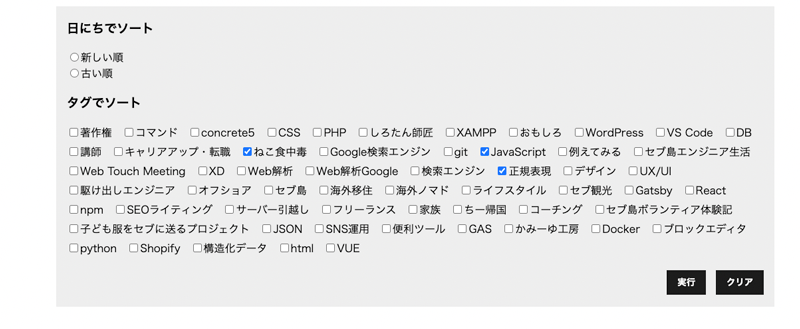 日にちでソート
新しい順
古い順
タグでソート
著作権 コマンド concrete5 CSS PHP しろたん師匠 XAMPP おもしろ WordPress VS Code DB
講師 キャリアアップ・転職 ねこ食中毒 Google検索エンジン git JavaScript 例えてみる セブ島エンジニア生活
Web Touch Meeting XD Web解析 Web解析Google 検索エンジン 正規表現 デザイン UX/UI
駆け出しエンジニア オフショア セブ島 海外移住 海外ノマド ライフスタイル セブ観光 Gatsby React
npm SEOライティング サーバー引越し フリーランス 家族 ちー帰国 コーチング セブ島ボランティア体験記
子ども服をセブに送るプロジェクト JSON SNS運用 便利ツール GAS かみーゆ工房 Docker ブロックエディタ
python Shopify 構造化データ html VUE
実行 クリア